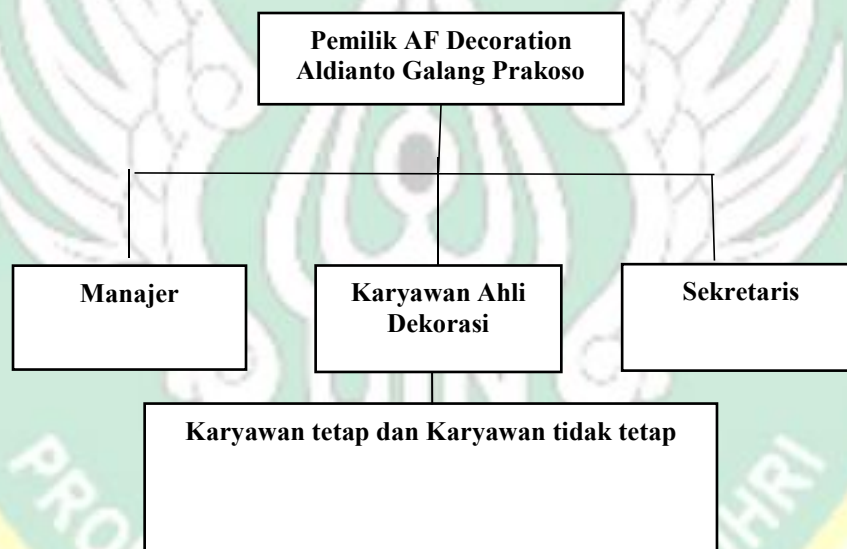 Pemilik AF Decoration
Aldianto Galang Prakoso
Manajer
Karyawan Ahli
Dekorasi
Sekretaris
Karyawan tetap dan Karyawan tidak tetap